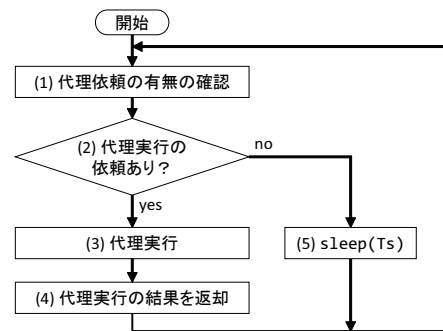 開始
(1) 代理依頼の有無の確認
(2) 代理実行の
依頼あり？
no
yes
(3) 代理実行
(5) sleep(Ts)
(4) 代理実行の結果を返却